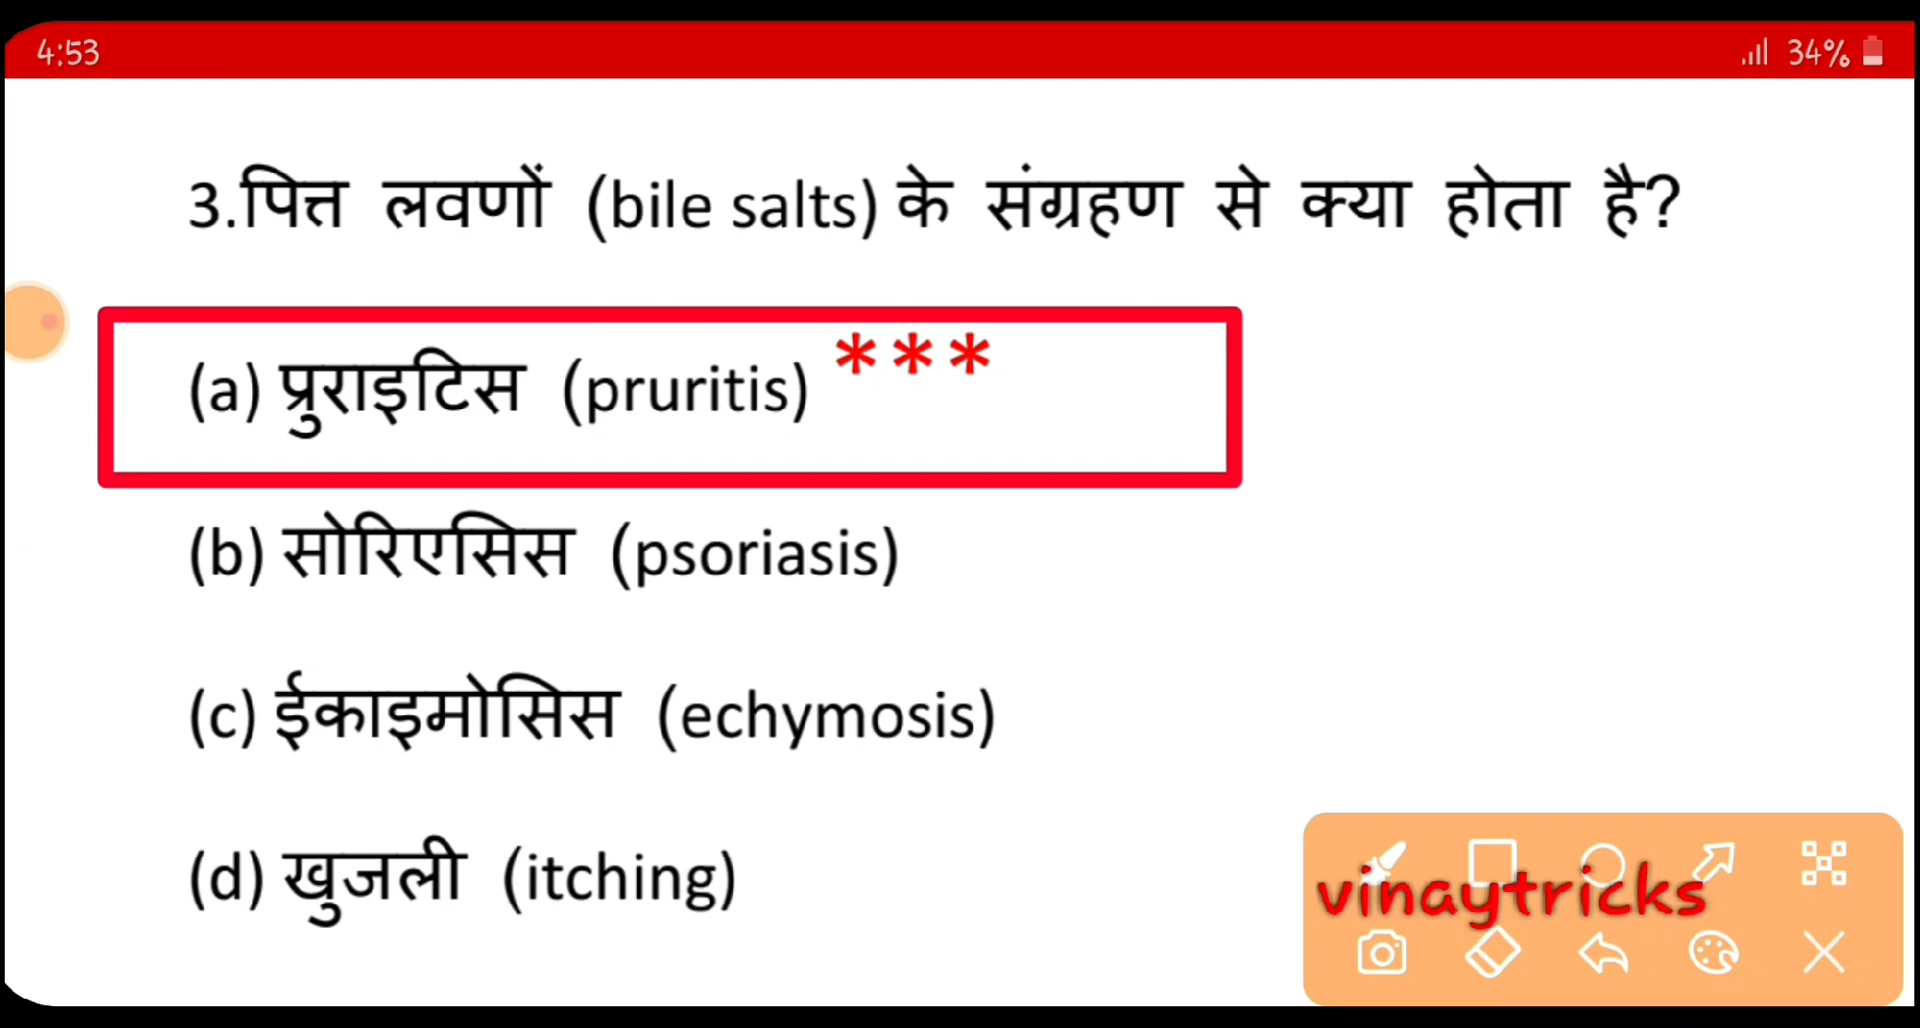 4:53
34%
3.पित्त लवणों (bile salts) के संग्रहण से क्या होता है?
(a) प्रुराइटिस (pruritis) ***
(b) सोरिएसिस (psoriasis)
(c) ईकाइमोसिस (echymosis)
(d) खुजली (itching)
vinaytricks